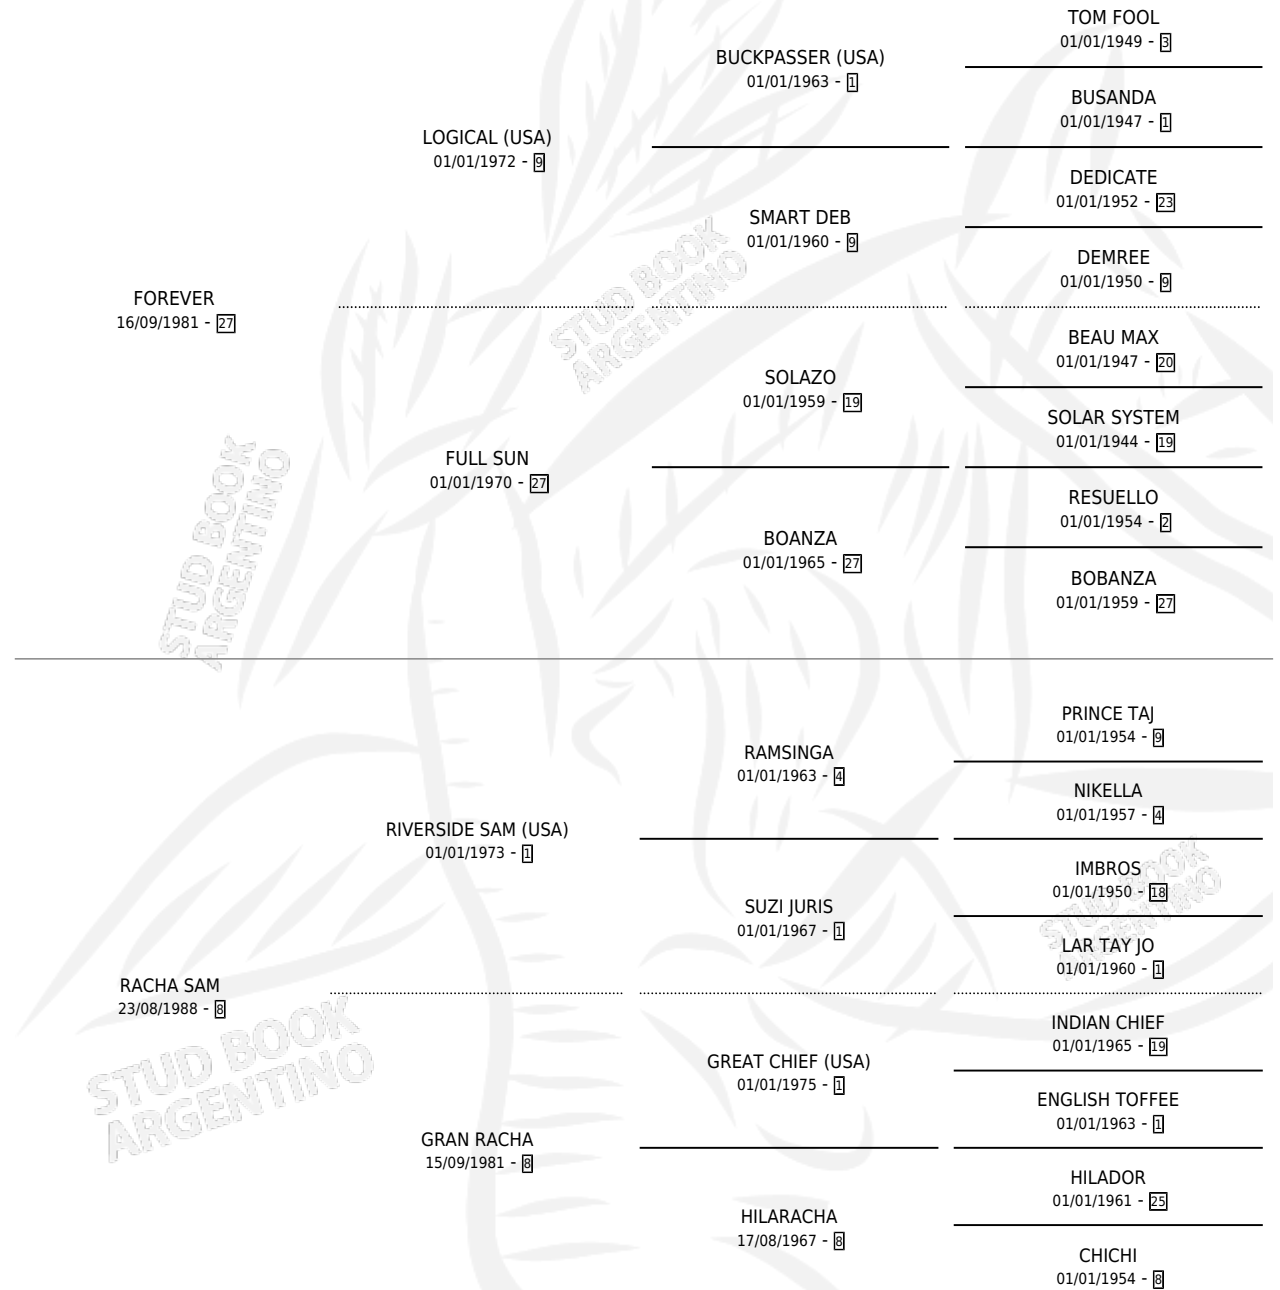 TOM FOOL
01/01/1949 - 3
BUCKPASSER (USA)
01/01/1963 - 1
BUSANDA
01/01/1947 - 1
LOGICAL (USA)
01/01/1972 - 9
DEDICATE
01/01/1952 - 23
SMART DEB
01/01/1960 - 9
DEMREE
01/01/1950 - 9
FOREVER
16/09/1981 - 27
STUD BOOK
ARGENTINO
BEAU MAX
01/01/1947 - 20
SOLAZO
01/01/1959 - 19
SOLAR SYSTEM
01/01/1944 - 19
FULL SUN
01/01/1970 - 27
RESUELLO
01/01/1954 - 2
BOANZA
01/01/1965 - 27
BOBANZA
01/01/1959 - 27
STUD BOOK
ARGENTINO
PRINCE TAJ
01/01/1954 - 9
RAMSINGA
01/01/1963 - 4
NIKELLA
01/01/1957 - 4
RIVERSIDE SAM (USA)
01/01/1973 - 1
IMBROS
01/01/1950 - 18
SUZI JURIS
01/01/1967 - 1
STUD BOOK
ARGENTINO
LAR TAY JO
01/01/1960 - 1
RACHA SAM
23/08/1988 - 8
INDIAN CHIEF
01/01/1965 - 19
GREAT CHIEF (USA)
01/01/1975 - 1
STUD BOOK
ARGENTINO
ENGLISH TOFFEE
01/01/1963 - 1
GRAN RACHA
15/09/1981 - 8
HILADOR
01/01/1961 - 25
HILARACHA
17/08/1967 - 8
CHICHI
01/01/1954 - 8